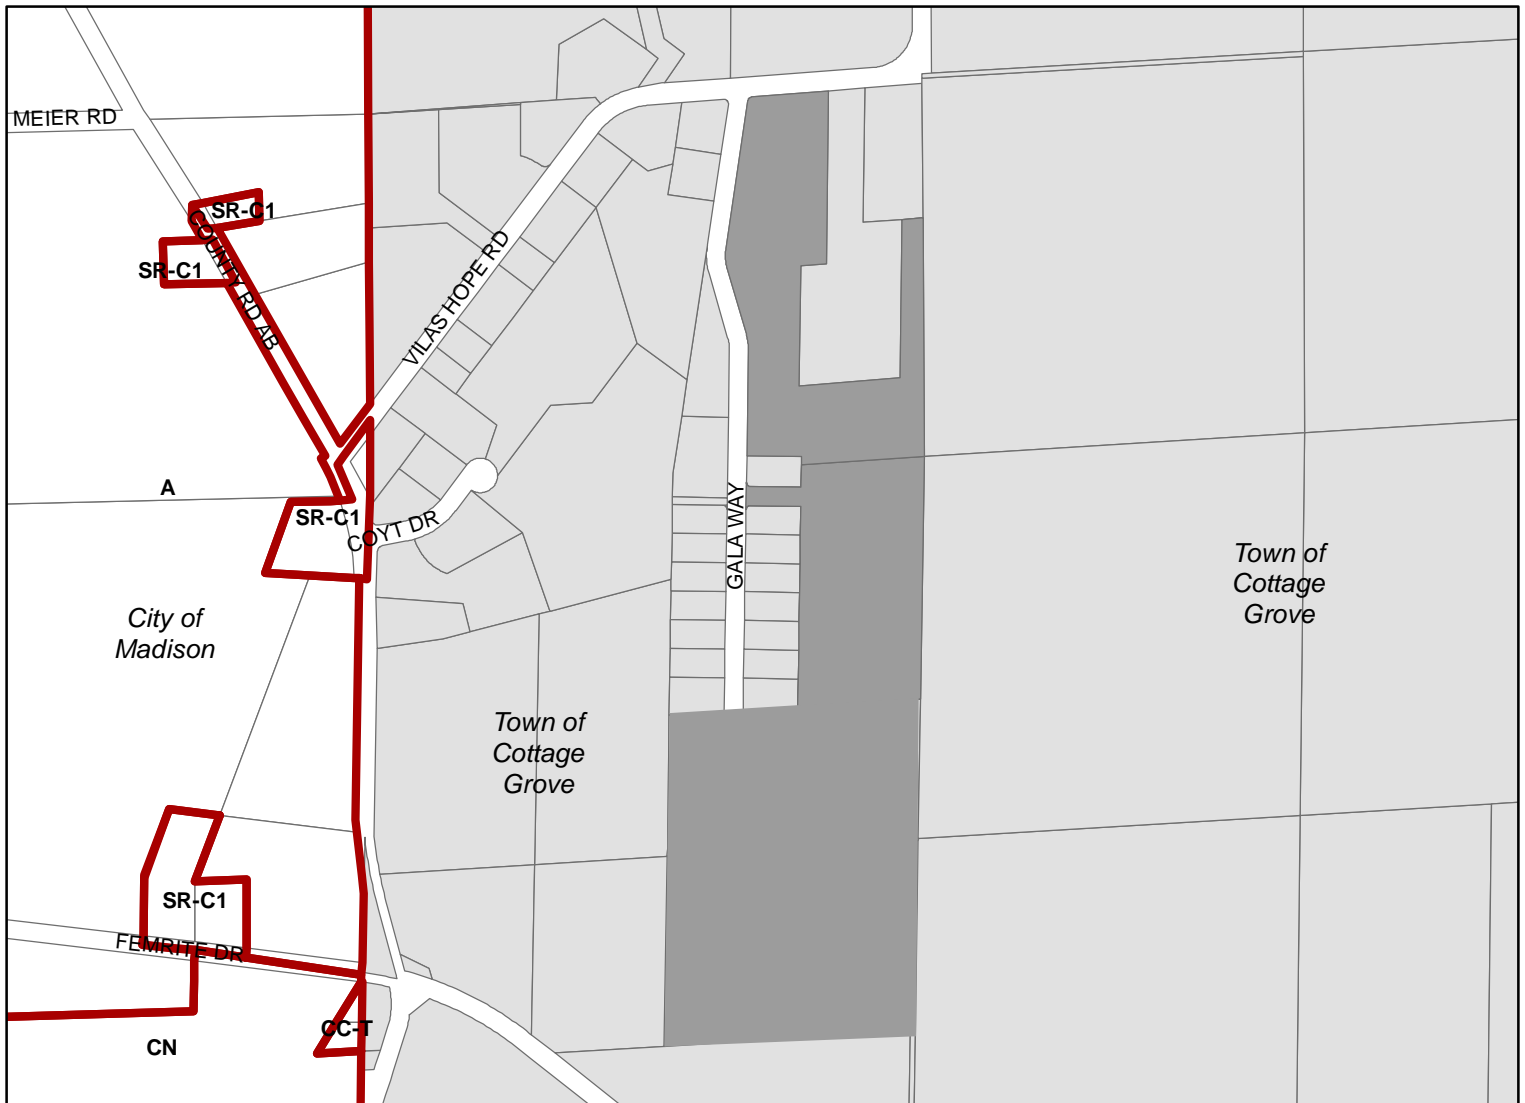 MEIER RD
SR-C1
SR-C1
COUNTY RD AB
VILAS HOPE RD
A
SR-C1
COYT DR
GALA WAY
Town of
Cottage
Grove
City of
Madison
Town of
Cottage
Grove
SR-C1
FEMRITE DR
CC-T
CN